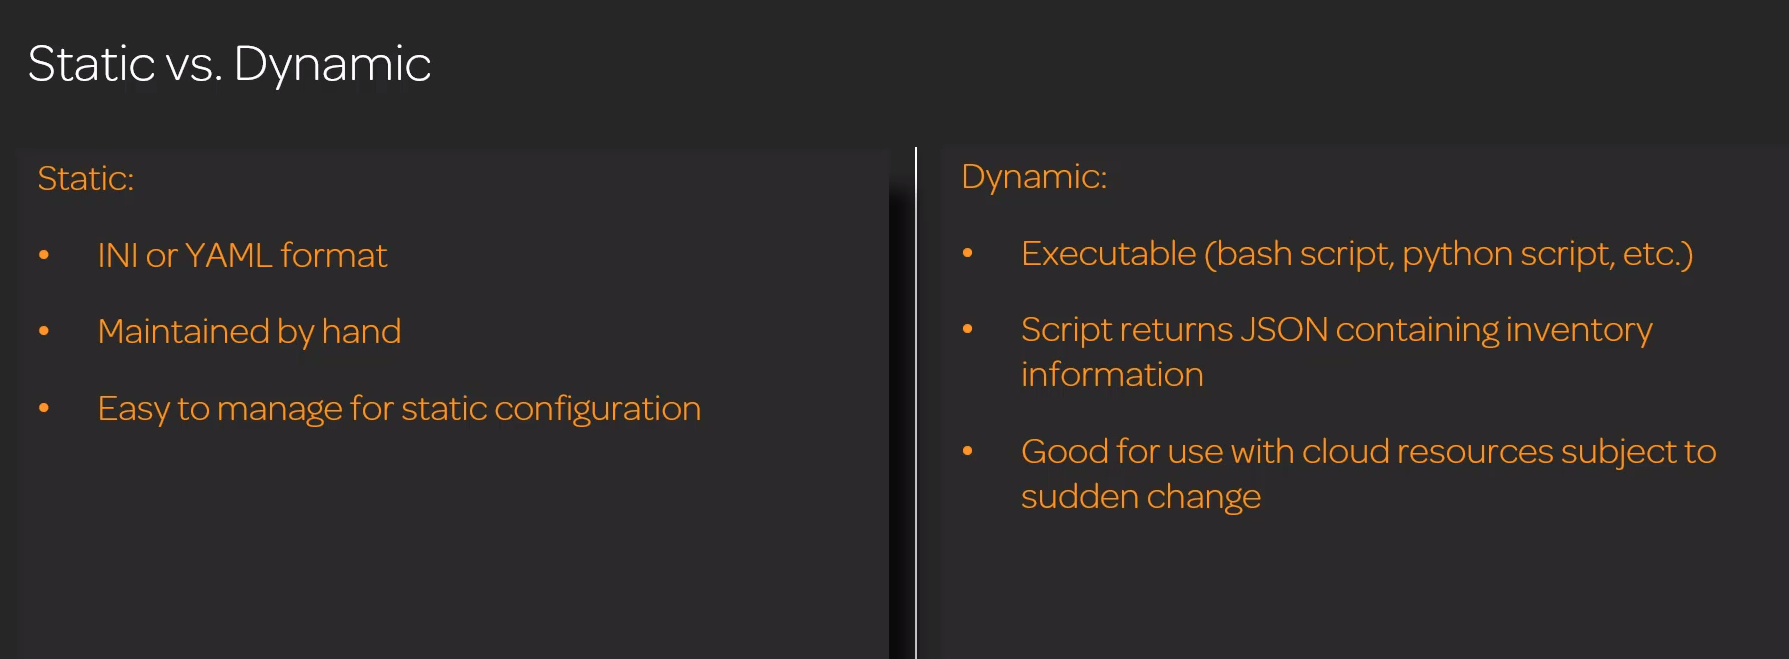 Static vs. Dynamic
Static:
• INI or YAML format
• Maintained by hand
• Easy to manage for static configuration
Dynamic:
• Executable (bash script, python script, etc.)
• Script returns JSON containing inventory
information
• Good for use with cloud resources subject to
sudden change